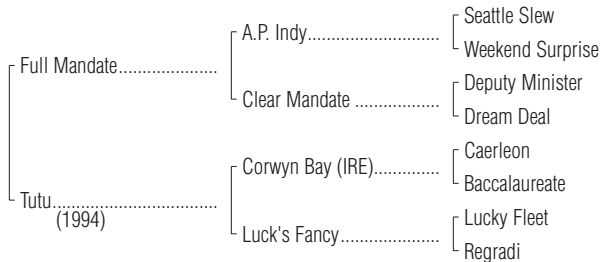 Seattle Slew
A.P. Indy
Weekend Surprise
Full Mandate
Deputy Minister
Clear Mandate
Dream Deal
Caerleon
Corwyn Bay (IRE)
Baccalaureate
Tutu
(1994)
Lucky Fleet
Luck's Fancy
Regradi